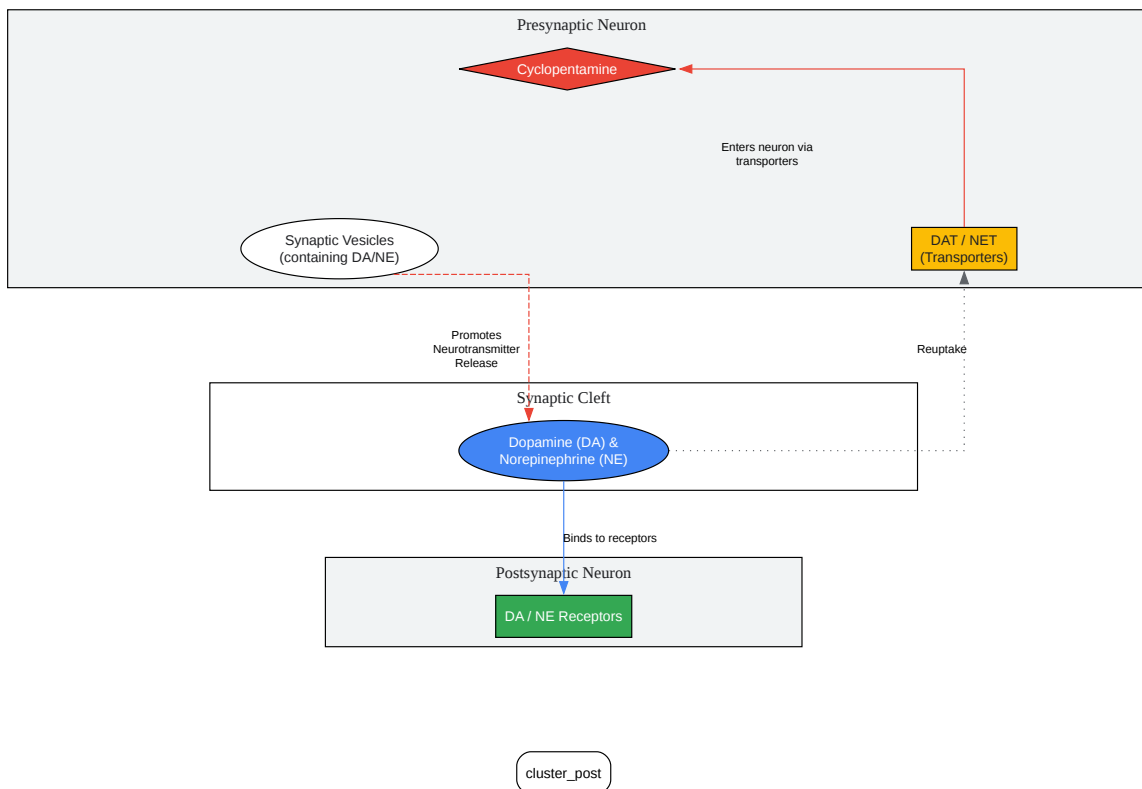 Presynaptic Neuron
Cyclopentamine
Enters neuron via
transporters
Synaptic Vesicles
(containing DA/NE)
DAT / NET
(Transporters)
Promotes
Neurotransmitter
Release
Reuptake
Synaptic Cleft
Dopamine (DA) &
Norepinephrine (NE)
Binds to receptors
Postsynaptic Neuron
DA / NE Receptors
cluster_post